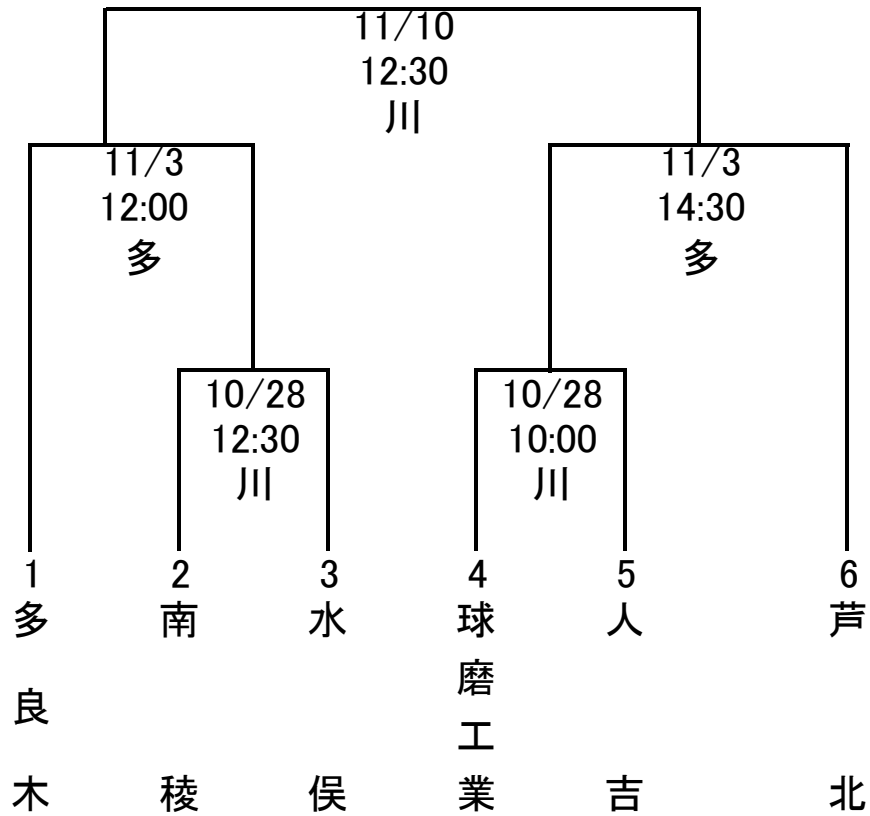 11/10
12:30
川
11/3
12:00
多
11/3
14:30
多
10/28
12:30
川
10/28
10:00
川
1
多良木
2
南稜
3
水俣
4
球磨工業
5
人吉
6
芦北